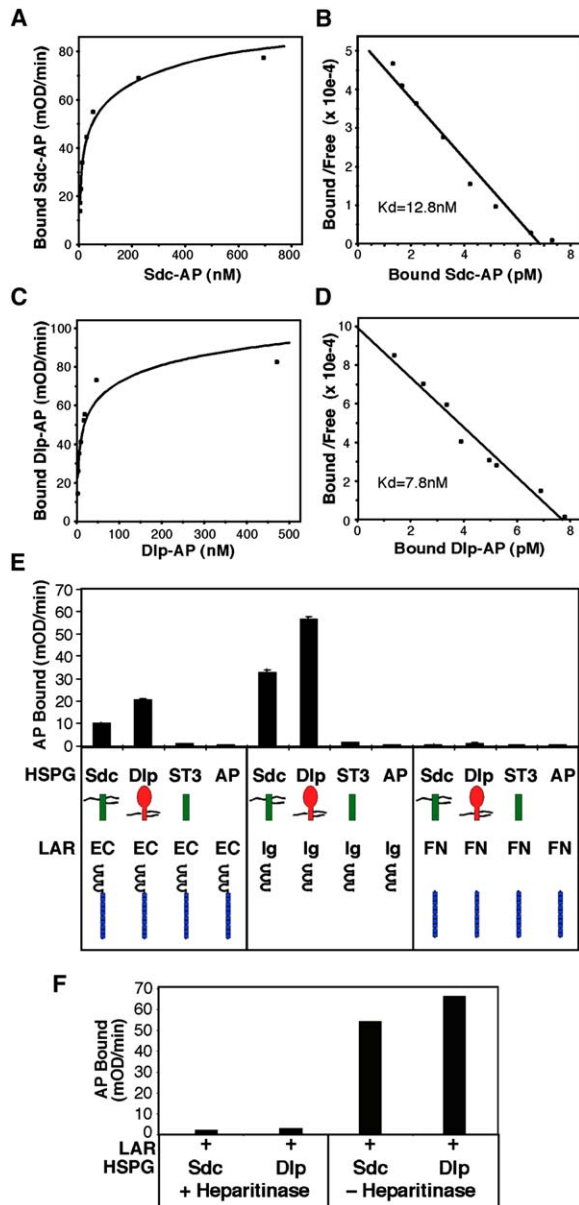 A
Bound Sdc-AP (mOD/min)
80
60
40
20
0
0 200 400 600 800
Sdc-AP (nM)
B
Bound /Free (x 10e-4)
5
4
3
2
1
0
0 2 4 6 8
Kd=12.8nM
Bound Sdc-AP (pM)
C
Bound Dlp-AP (mOD/min)
100
80
60
40
20
0
0 100 200 300 400 500
Dlp-AP (nM)
D
Bound /Free (x 10e-4)
10
8
6
4
2
0
0 2 4 6 8
Kd=7.8nM
Bound Dlp-AP (pM)
E
AP Bound (mOD/min)
70
60
50
40
30
20
10
0
HSPG Sdc Dlp ST3 AP Sdc Dlp ST3 AP Sdc Dlp ST3 AP
LAR EC EC EC EC Ig Ig Ig Ig FN FN FN FN
F
AP Bound
(mOD/min)
70
60
50
40
30
20
10
0
LAR + + + +
HSPG Sdc Dlp Sdc Dlp
+ Heparitinase – Heparitinase